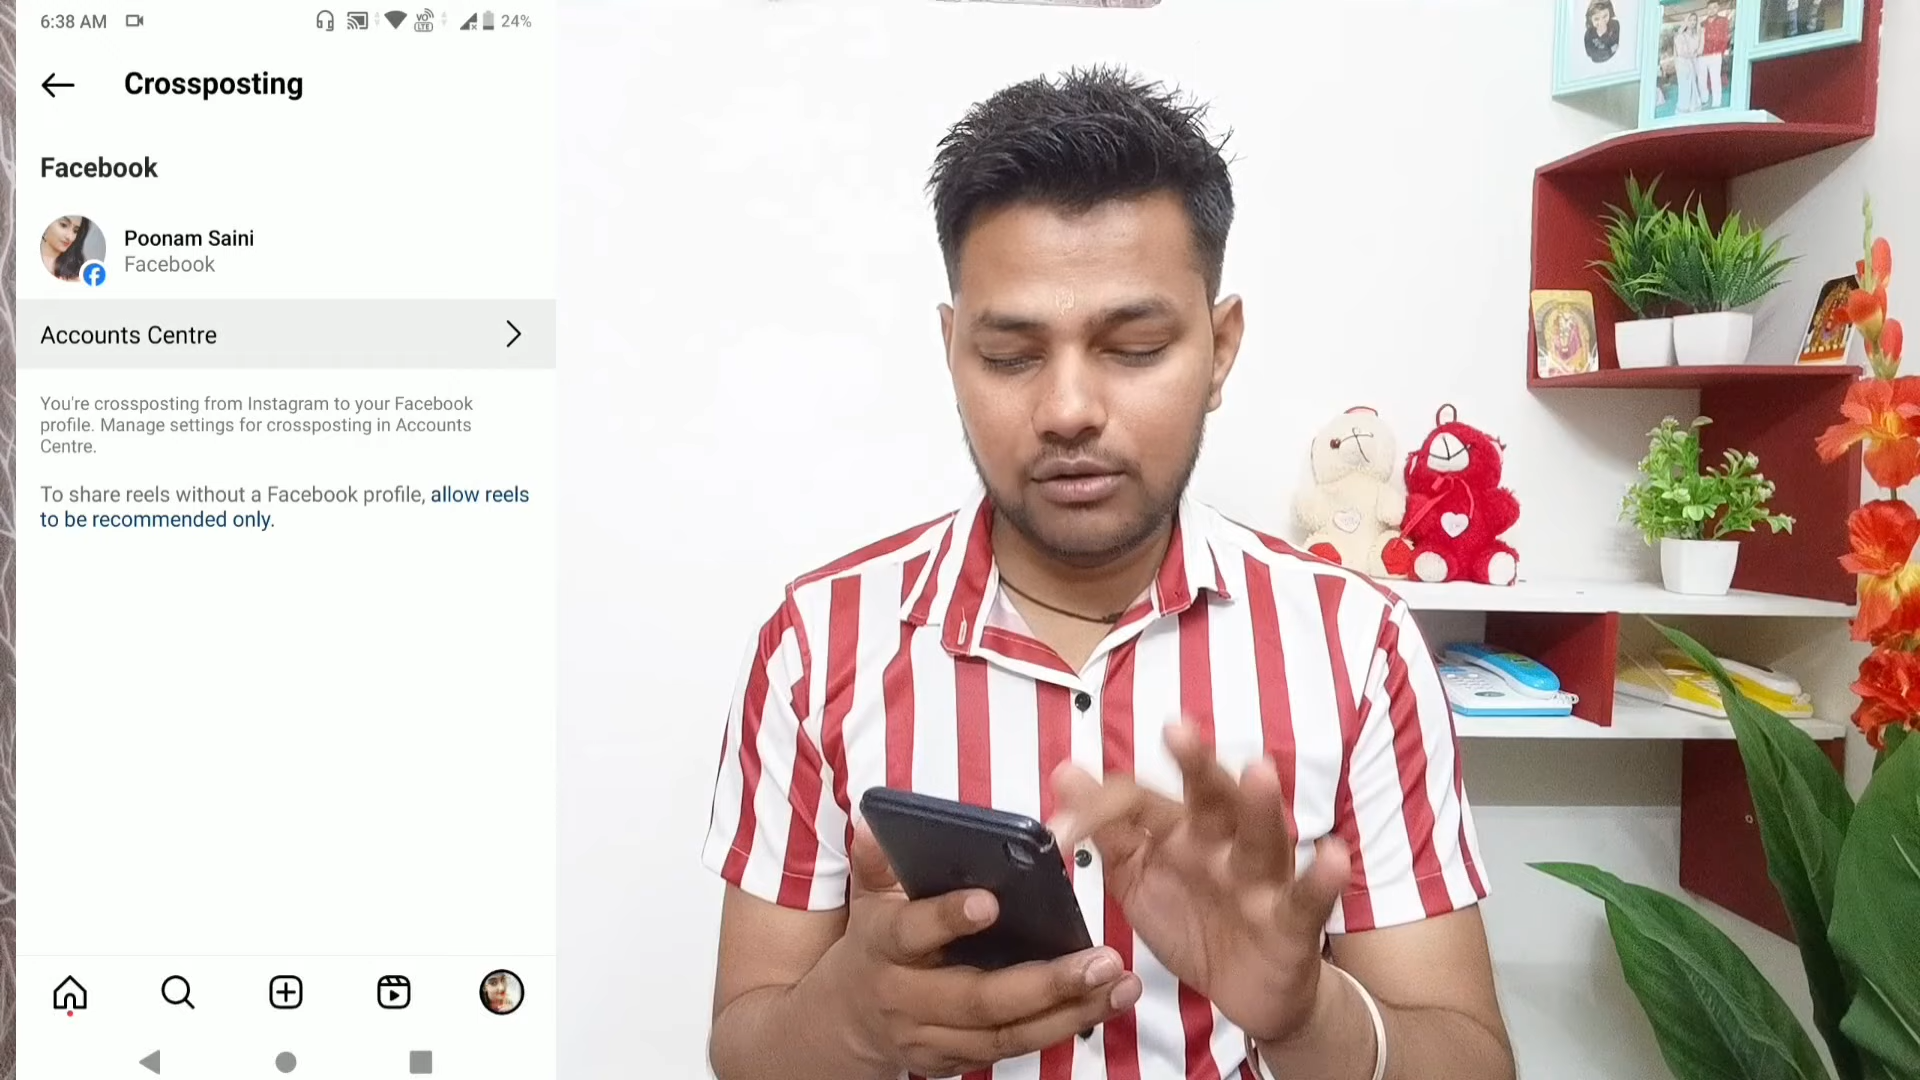 6:38 AM
24%
Crossposting
Facebook
Poonam Saini
Facebook
Accounts Centre
You're crossposting from Instagram to your Facebook
profile. Manage settings for crossposting in Accounts
Centre.
To share reels without a Facebook profile, allow reels
to be recommended only.